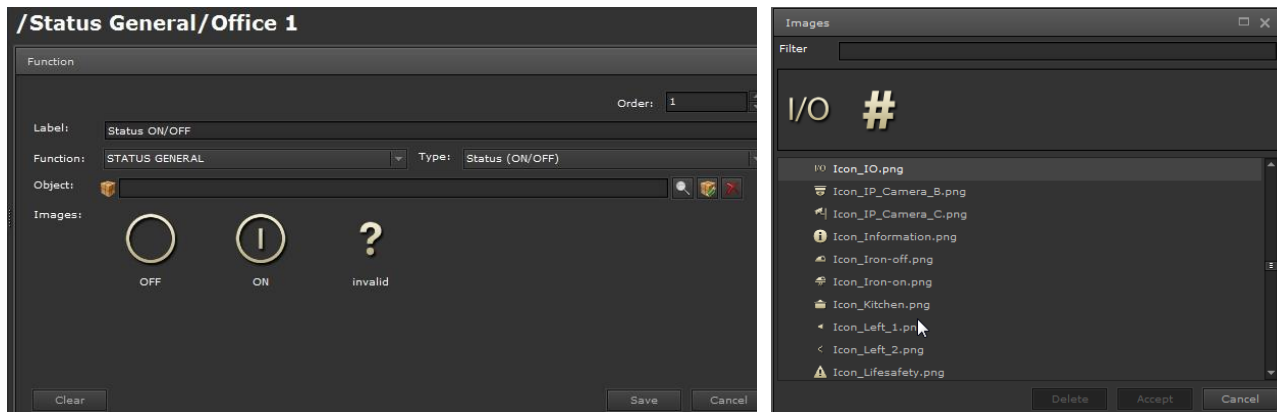 /Status General/Office 1
Function
Order: 1
Label: Status ON/OFF
Function: STATUS GENERAL Type: Status (ON/OFF)
Object:
Images:
I
?
OFF ON invalid
Clear Save Cancel
Images
Filter
I/O #
I/O Icon_IO.png
Icon_IP_Camera_B.png
Icon_IP_Camera_C.png
Icon_Information.png
Icon_Iron-off.png
Icon_Iron-on.png
Icon_Kitchen.png
Icon_Left_1.png
< Icon_Left_2.png
Icon_Lifesafety.png
Delete Accept Cancel